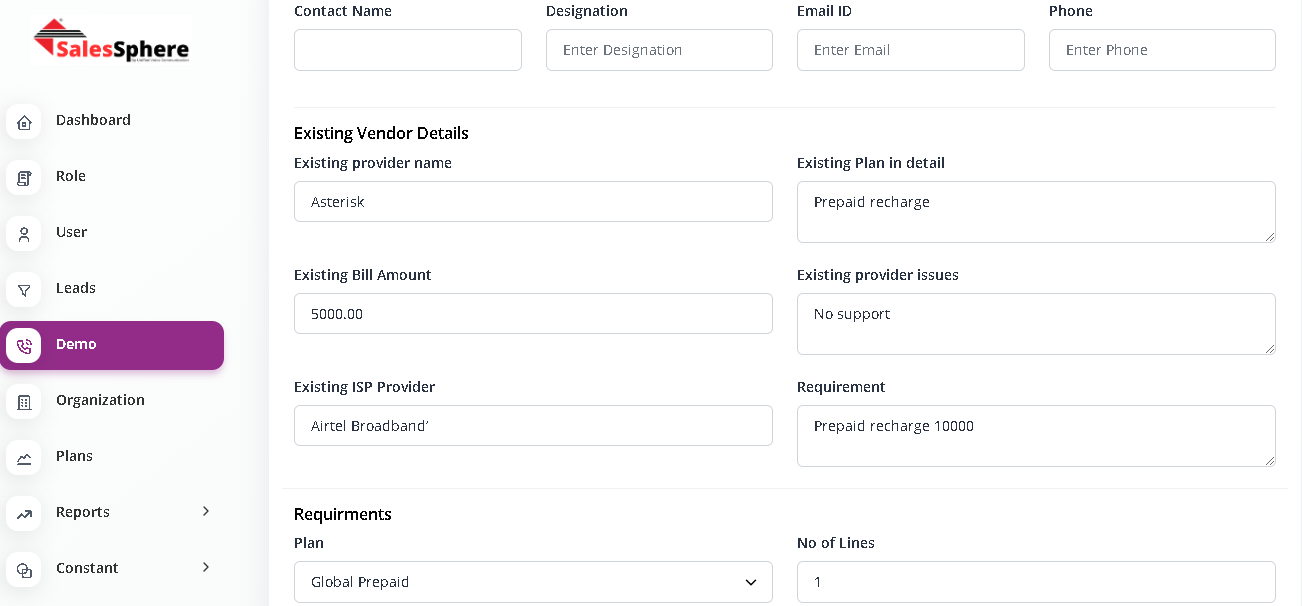 SalesSphere
Dashboard
Role
User
Leads
Demo
Organization
Plans
Reports
Constant
Contact Name Designation Email ID Phone
Enter Designation Enter Email Enter Phone
Existing Vendor Details
Existing provider name Existing Plan in detail
Asterisk Prepaid recharge
Existing Bill Amount Existing provider issues
5000.00 No support
Existing ISP Provider Requirement
Airtel Broadband' Prepaid recharge 10000
Requirments
Plan No of Lines
Global Prepaid 1